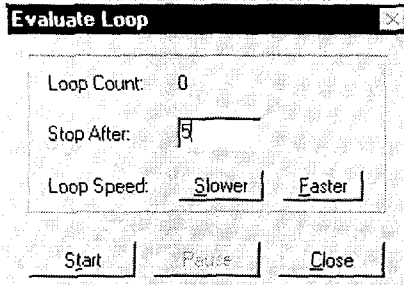 Evaluate Loop
Loop Count: 0
Stop After: 5
Loop Speed: Slower Faster
Start Pause Close